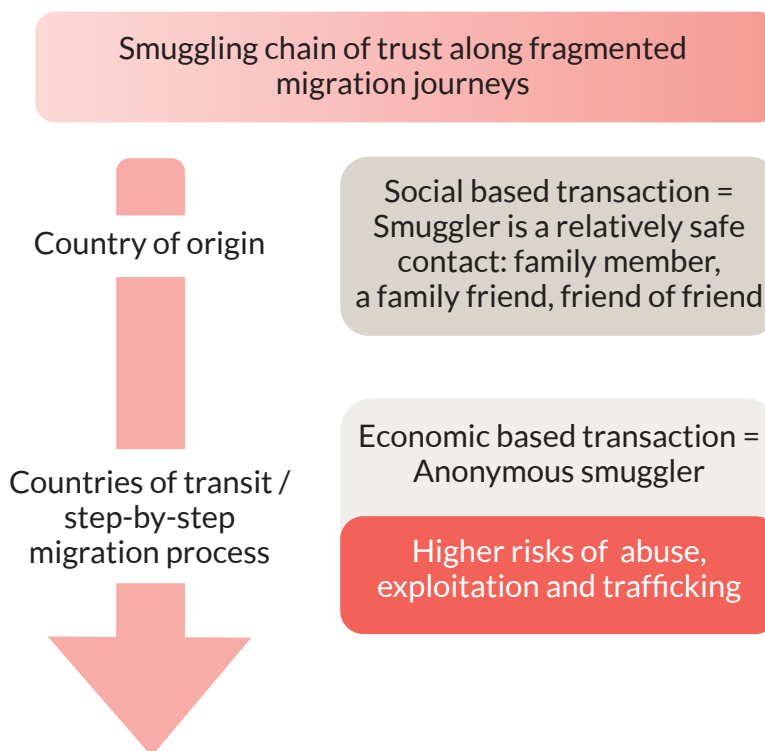 Smuggling chain of trust along fragmented
migration journeys
Country of origin
Social based transaction =
Smuggler is a relatively safe
contact: family member,
a family friend, friend of friend
Countries of transit /
step-by-step
migration process
Economic based transaction =
Anonymous smuggler
Higher risks of abuse,
exploitation and trafficking